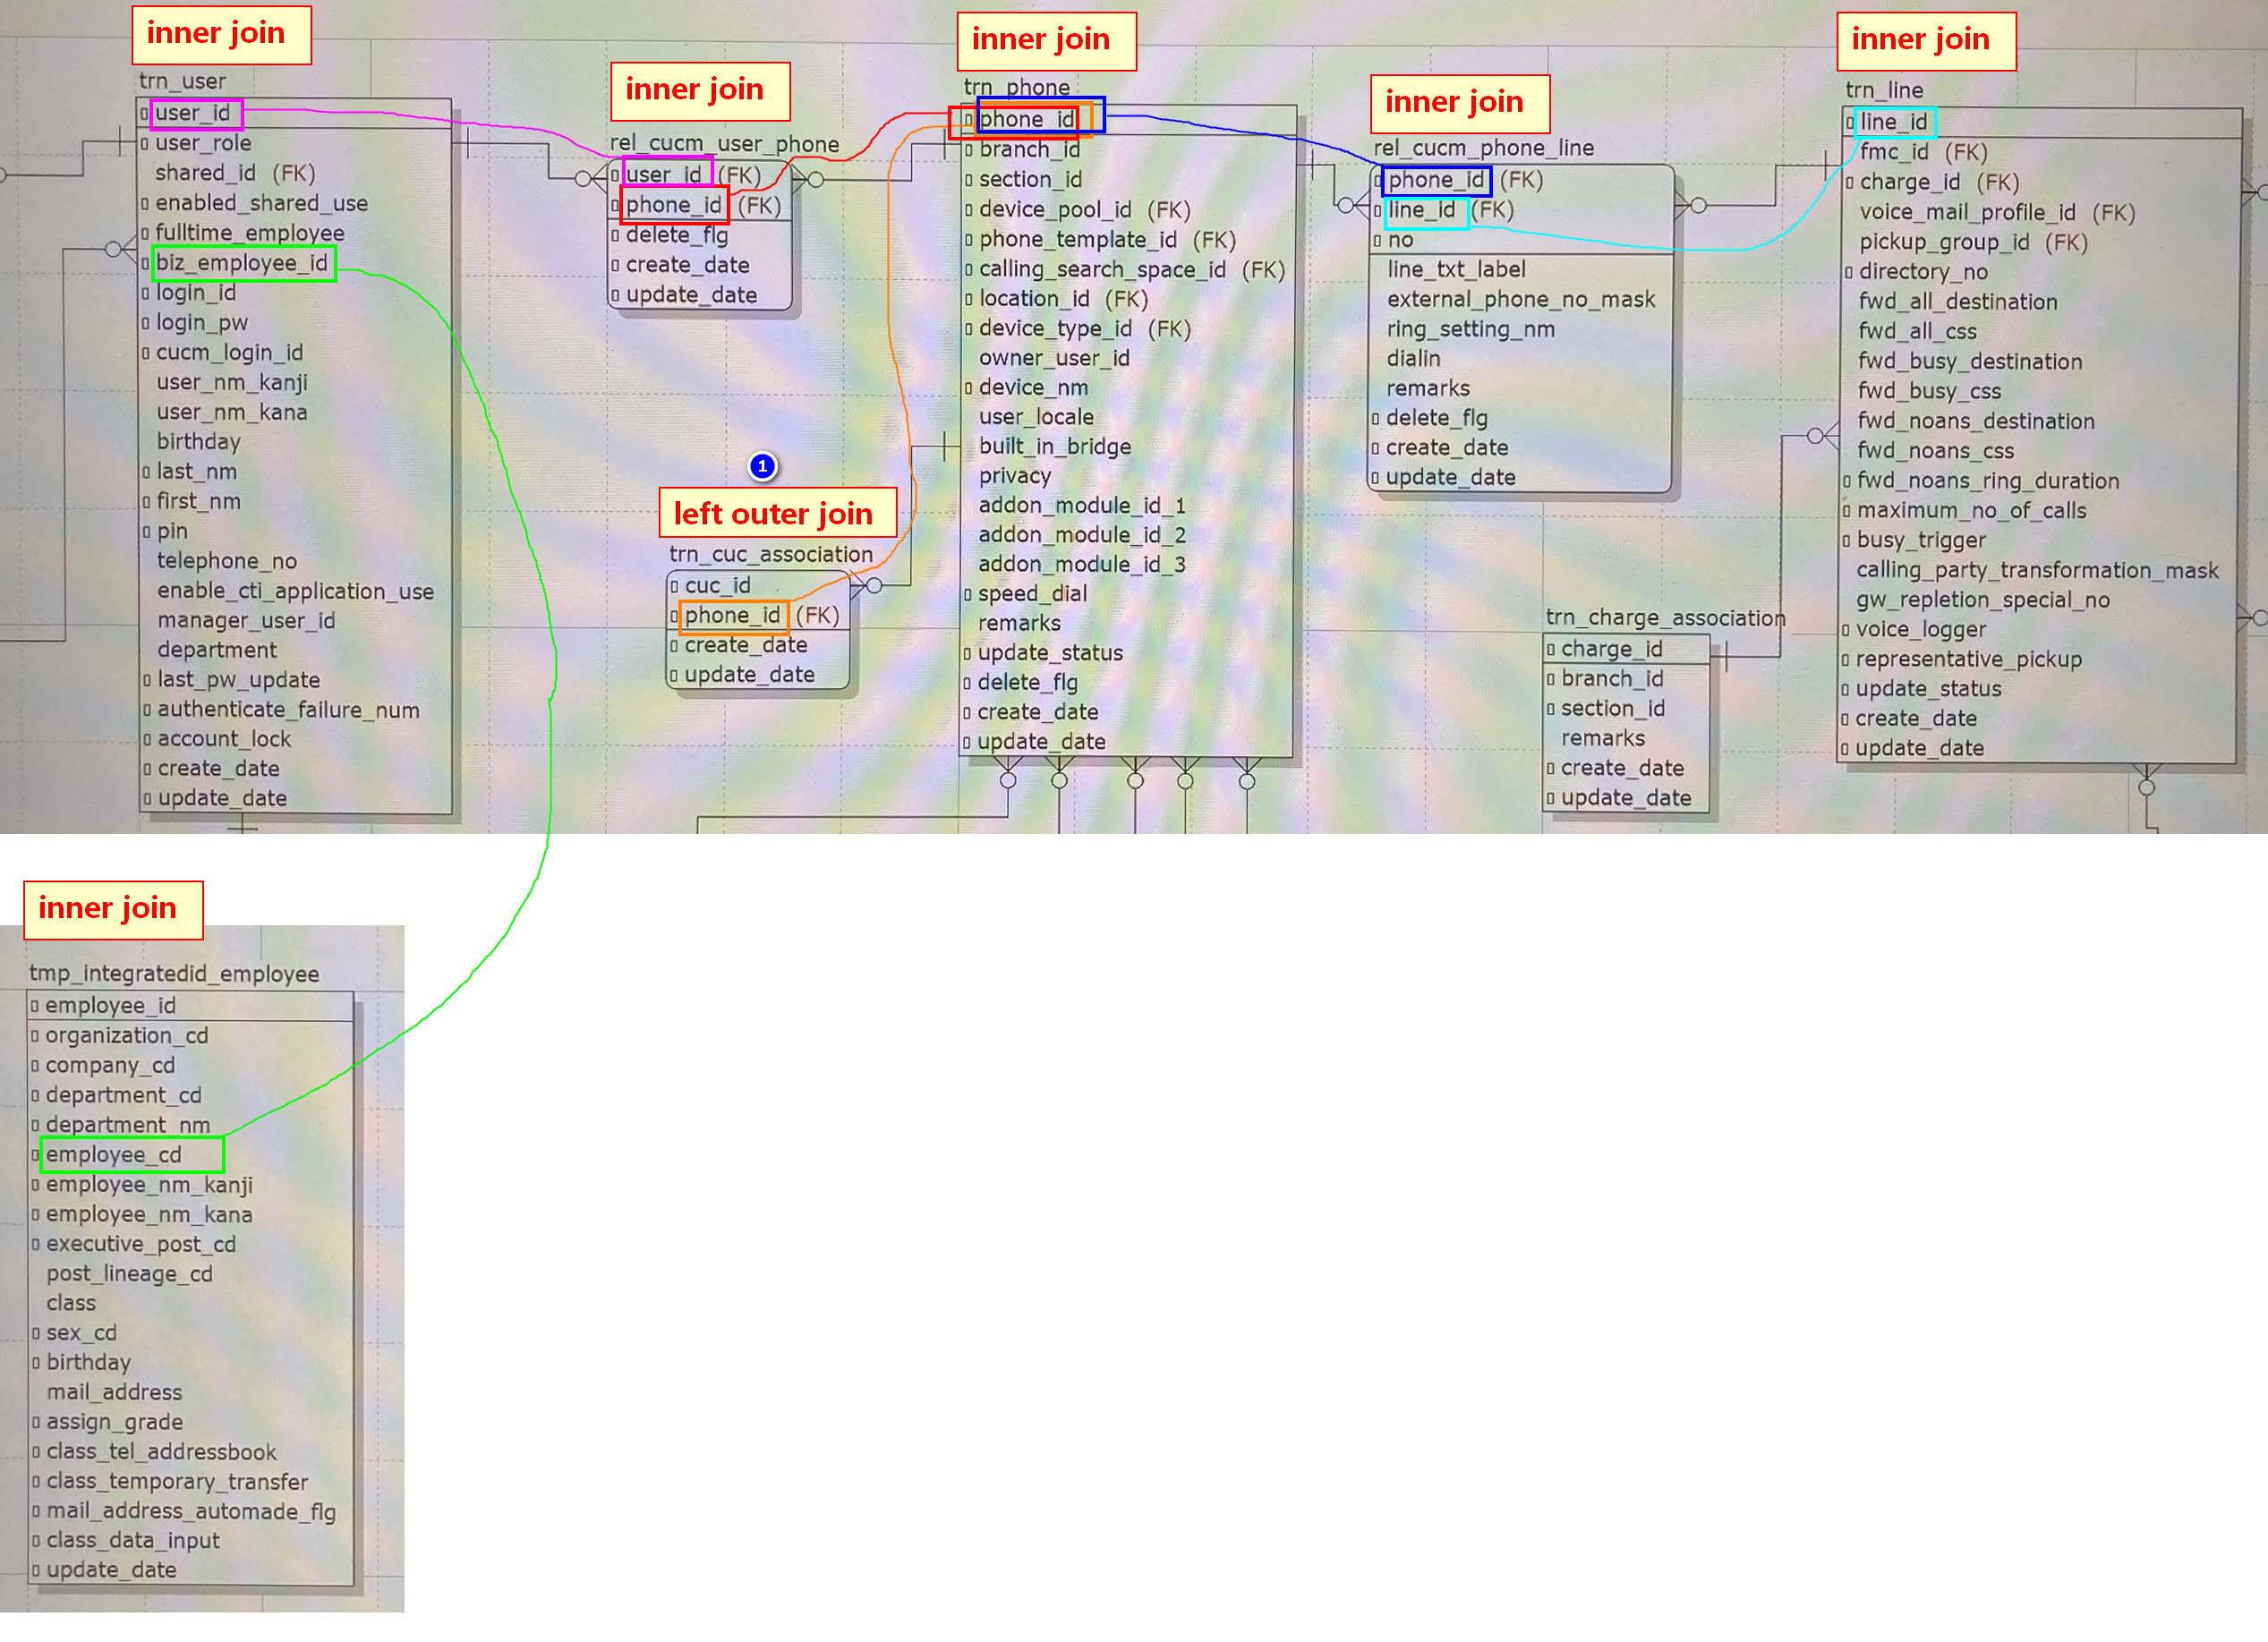 inner join
trn_user
user_id
user_role
shared_id (FK)
enabled_shared_use
fulltime_employee
biz_employee_id
login_id
login_pw
cucm_login_id
user_nm_kanji
user_nm_kana
birthday
last_nm
first_nm
pin
telephone_no
enable_cti_application_use
manager_user_id
department
last_pw_update
authenticate_failure_num
account_lock
create_date
update_date
inner join
rel_cucm_user_phone
user_id (FK)
phone_id (FK)
delete_flg
create_date
update_date
1
left outer join
trn_cuc_association
cuc_id
phone_id (FK)
create_date
update_date
inner join
trn_phone
phone_id
branch_id
section_id
device_pool_id (FK)
phone_template_id (FK)
calling_search_space_id (FK)
location_id (FK)
device_type_id (FK)
owner_user_id
device_nm
user_locale
built_in_bridge
privacy
addon_module_id_1
addon_module_id_2
addon_module_id_3
speed_dial
remarks
update_status
delete_flg
create_date
update_date
inner join
rel_cucm_phone_line
phone_id (FK)
line_id (FK)
no
line_txt_label
external_phone_no_mask
ring_setting_nm
dialin
remarks
delete_flg
create_date
update_date
trn_charge_association
charge_id
branch_id
section_id
remarks
create_date
update_date
inner join
trn_line
line_id
fmc_id (FK)
charge_id (FK)
voice_mail_profile_id (FK)
pickup_group_id (FK)
directory_no
fwd_all_destination
fwd_all_css
fwd_busy_destination
fwd_busy_css
fwd_noans_destination
fwd_noans_css
fwd_noans_ring_duration
maximum_no_of_calls
busy_trigger
calling_party_transformation_mask
gw_repletion_special_no
voice_logger
representative_pickup
update_status
create_date
update_date
inner join
tmp_integratedid_employee
employee_id
organization_cd
company_cd
department_cd
department_nm
employee_cd
employee_nm_kanji
employee_nm_kana
executive_post_cd
post_lineage_cd
class
sex_cd
birthday
mail_address
assign_grade
class_tel_addressbook
class_temporary_transfer
mail_address_automade_flg
class_data_input
update_date